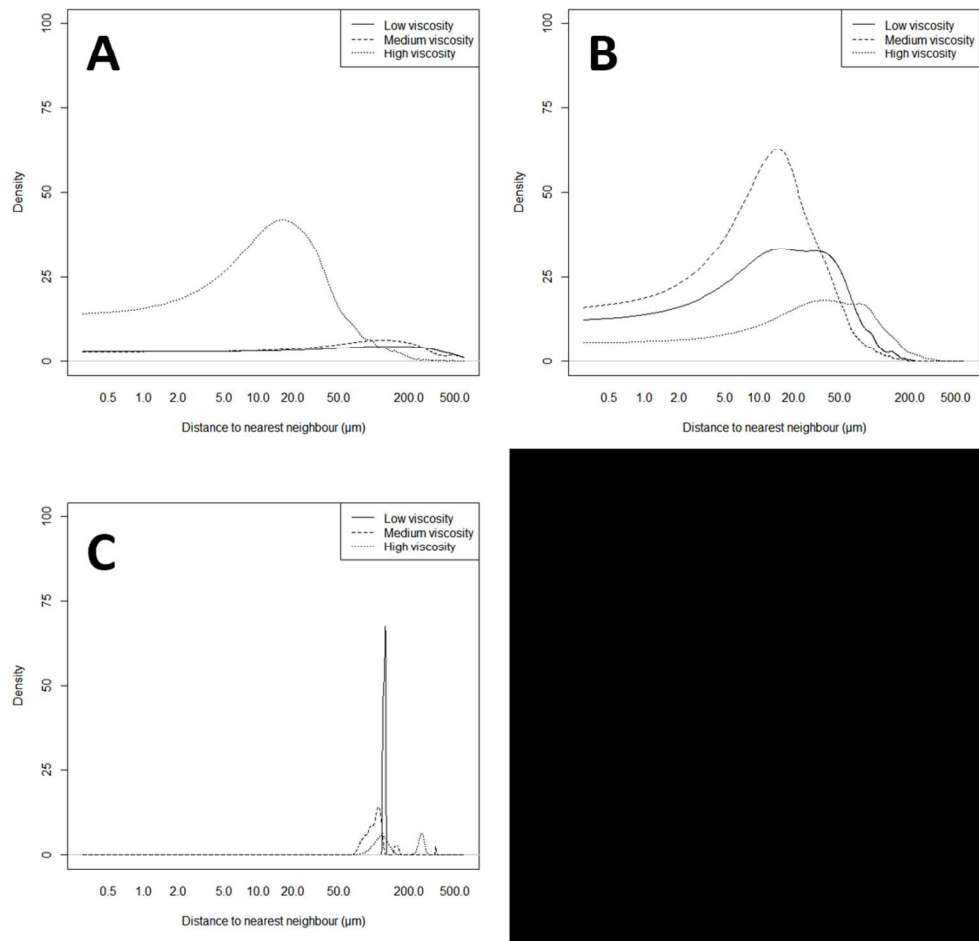 A
Low viscosity
Medium viscosity
High viscosity
Density
0
25
50
75
100
0.5 1.0 2.0 5.0 10.0 20.0 50.0 200.0 500.0
Distance to nearest neighbour (µm)
B
Low viscosity
Medium viscosity
High viscosity
Density
0
25
50
75
100
0.5 1.0 2.0 5.0 10.0 20.0 50.0 200.0 500.0
Distance to nearest neighbour (µm)
C
Low viscosity
Medium viscosity
High viscosity
Density
0
25
50
75
100
0.5 1.0 2.0 5.0 10.0 20.0 50.0 200.0 500.0
Distance to nearest neighbour (µm)